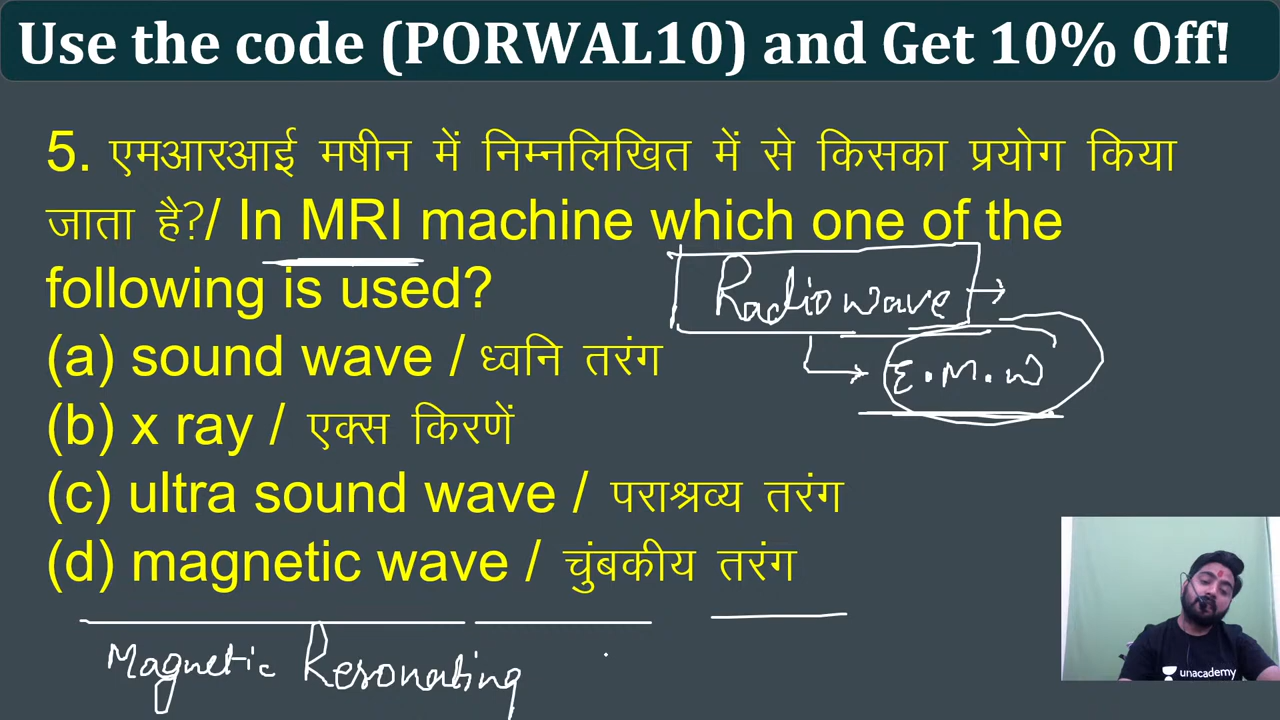 Use the code (PORWAL10) and Get 10% Off!
5. एमआरआई मषीन में निम्नलिखित में से किसका प्रयोग किया
जाता है?/ In MRI machine which one of the
following is used?
Radiowave
(a) sound wave / ध्वनि तरंग
E.M.W
(b) x ray / एक्स किरणें
(c) ultra sound wave / पराश्रव्य तरंग
(d) magnetic wave / चुंबकीय तरंग
Magnetic Resonating
unacademy